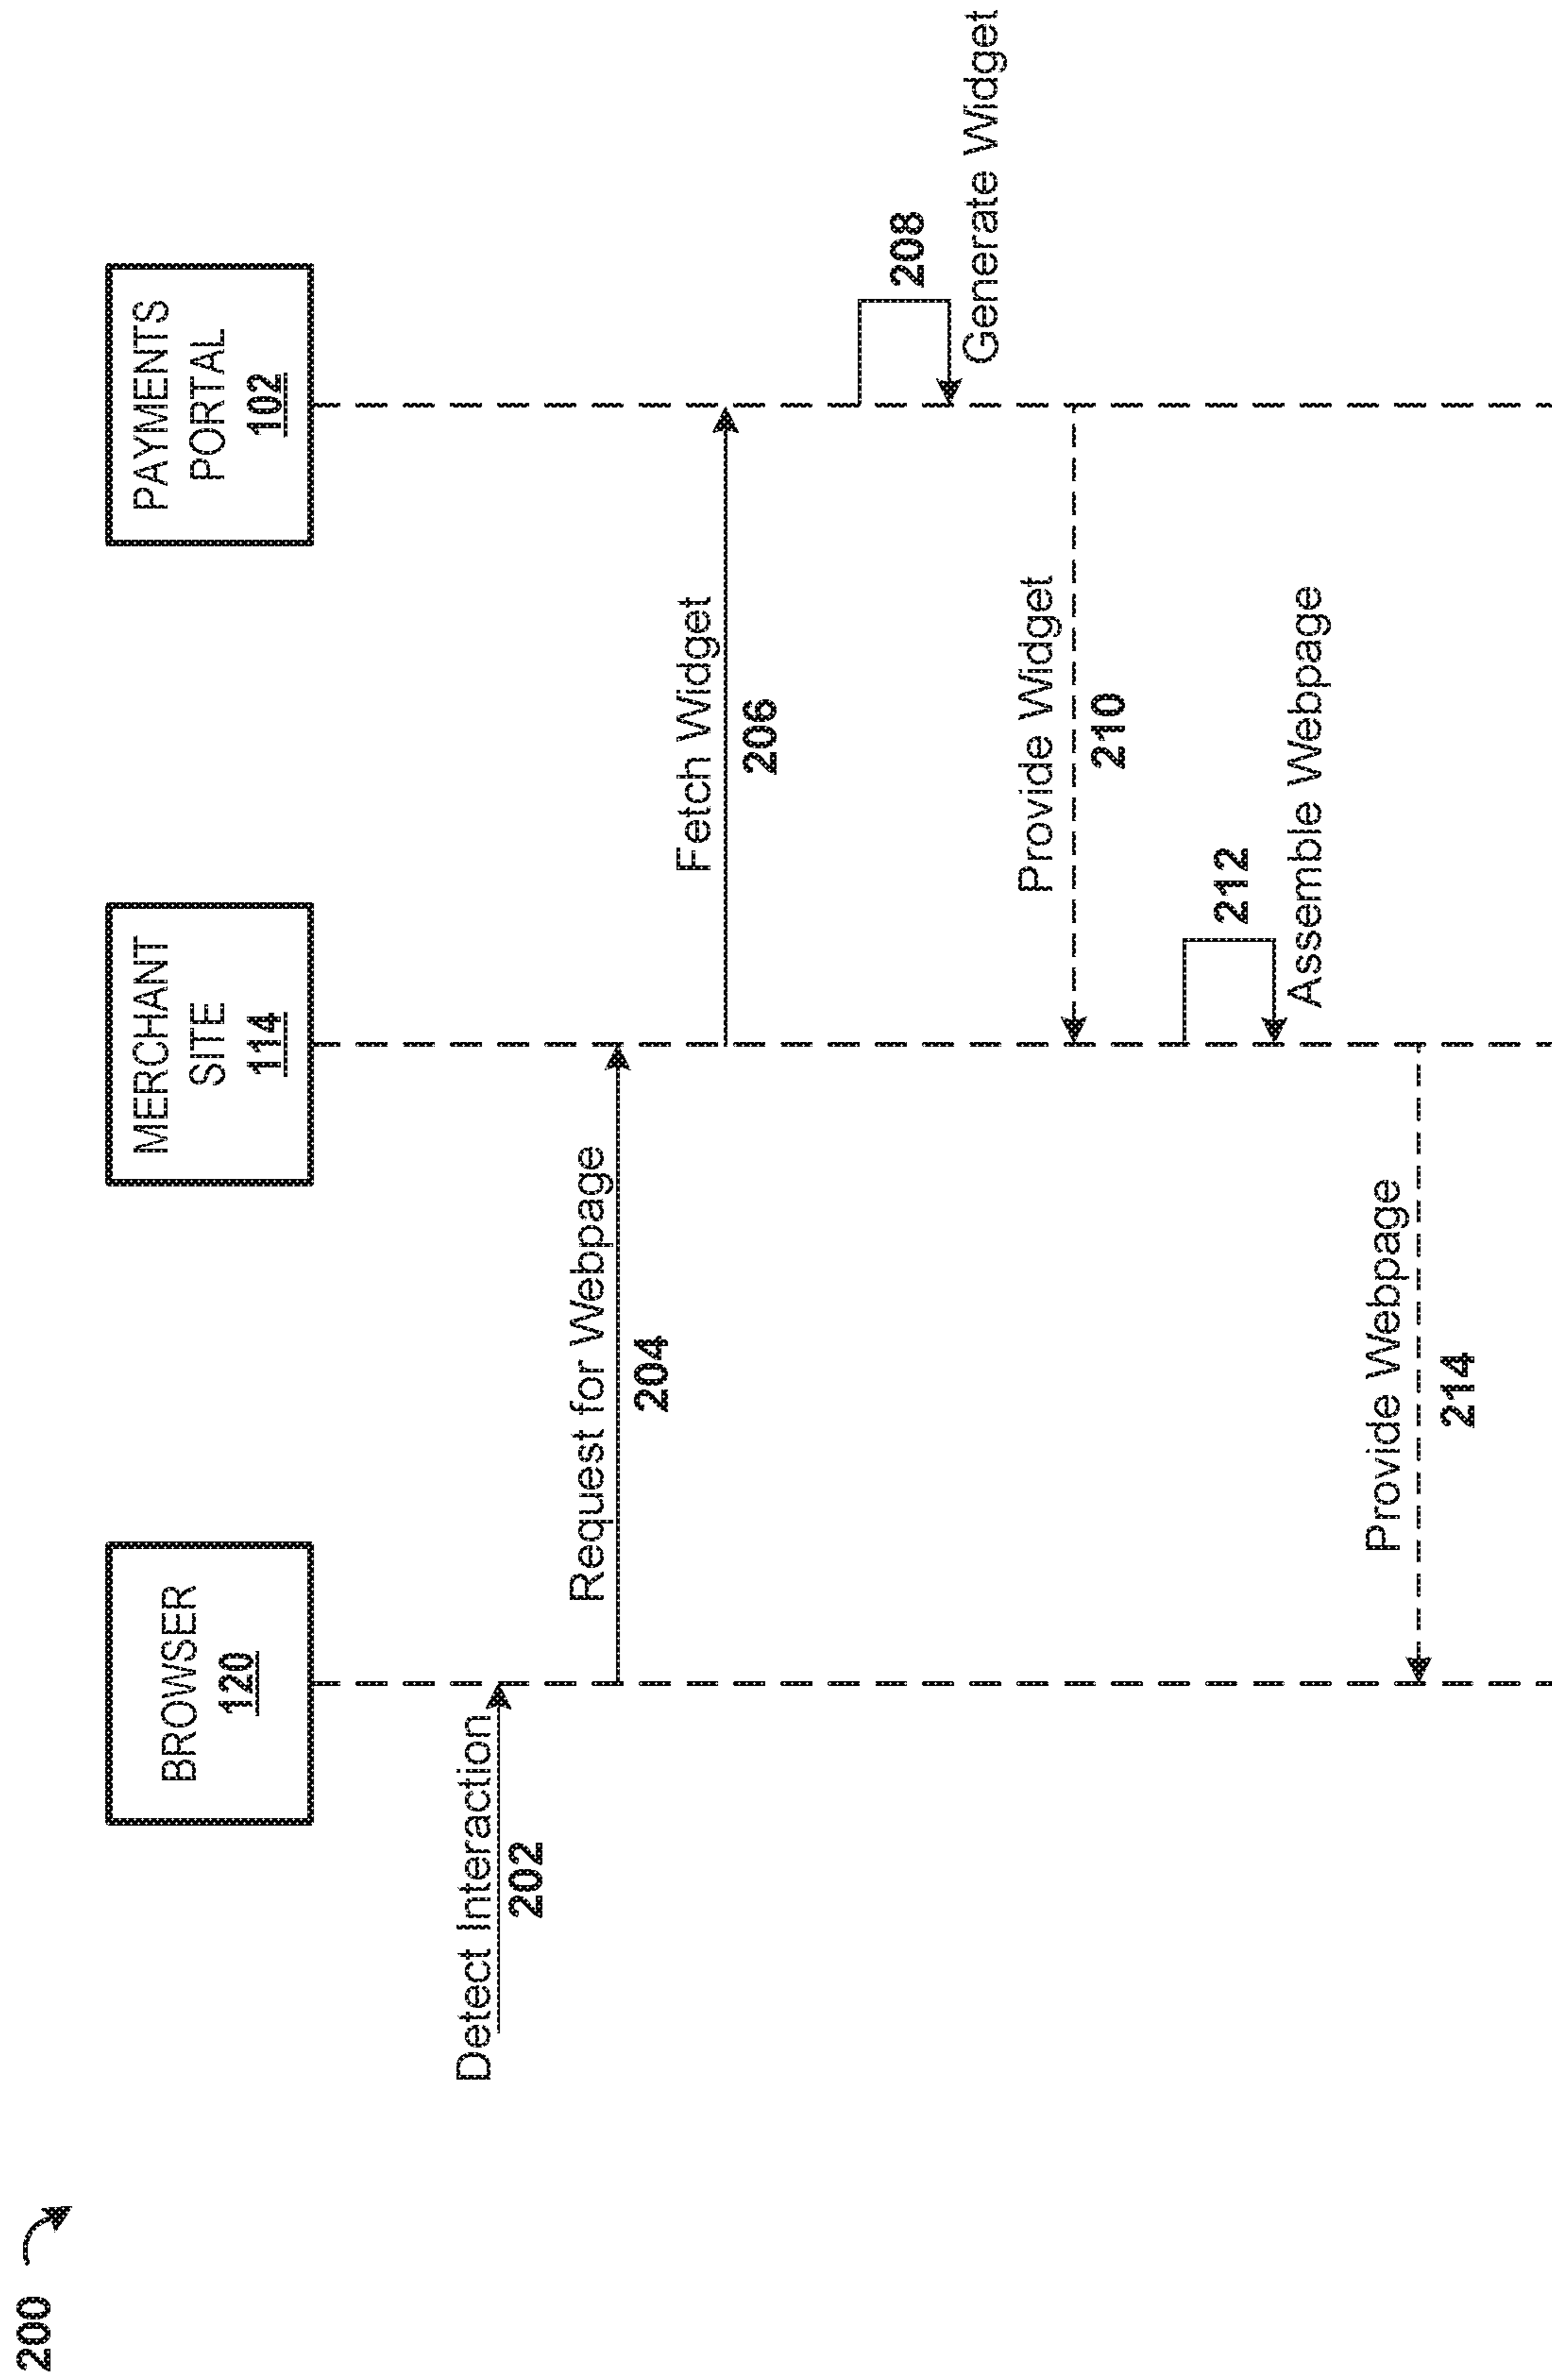 200
BROWSER
120
MERCHANT
SITE
114
PAYMENTS
PORTAL
102
Detect Interaction
202
Request for Webpage
204
Fetch Widget
206
208
Generate Widget
Provide Widget
210
212
Assemble Webpage
Provide Webpage
214